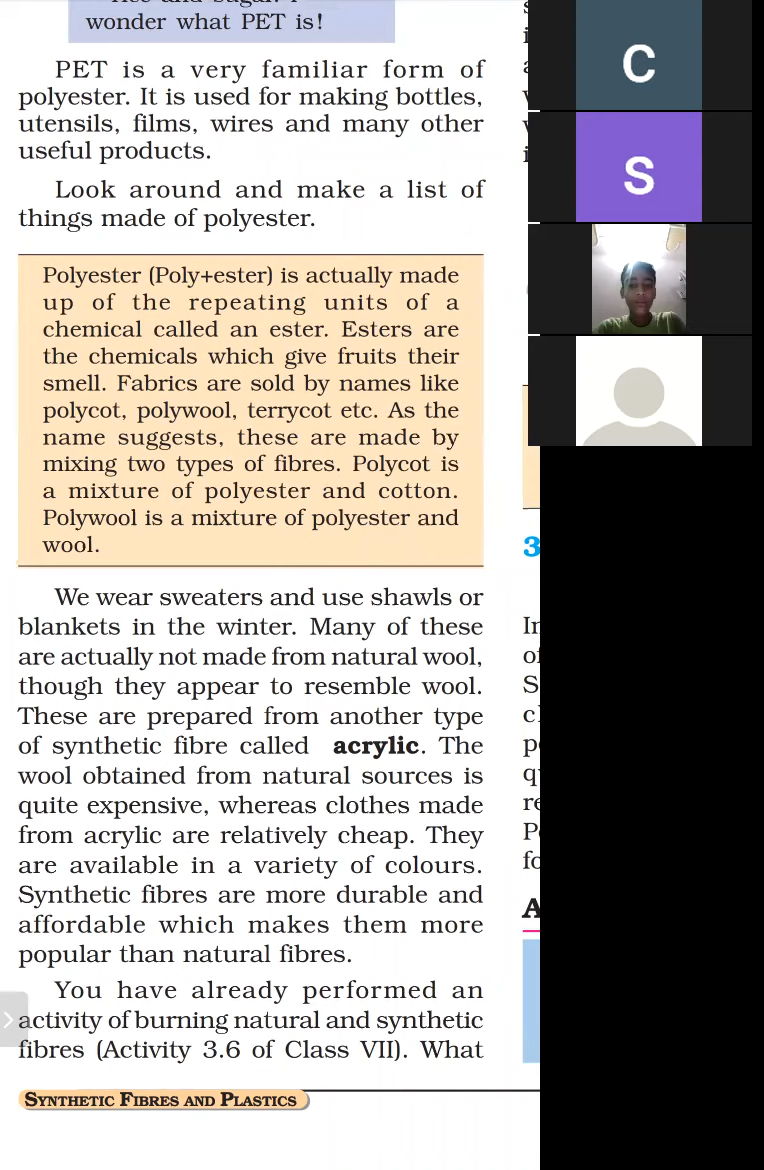 wonder what PET is!
PET is a very familiar form of
polyester. It is used for making bottles,
utensils, films, wires and many other
useful products.
Look around and make a list of
things made of polyester.
Polyester (Poly+ester) is actually made
up of the repeating units of a
chemical called an ester. Esters are
the chemicals which give fruits their
smell. Fabrics are sold by names like
polycot, polywool, terrycot etc. As the
name suggests, these are made by
mixing two types of fibres. Polycot is
a mixture of polyester and cotton.
Polywool is a mixture of polyester and
wool.
We wear sweaters and use shawls or
blankets in the winter. Many of these
are actually not made from natural wool,
though they appear to resemble wool.
These are prepared from another type
of synthetic fibre called acrylic. The
wool obtained from natural sources is
quite expensive, whereas clothes made
from acrylic are relatively cheap. They
are available in a variety of colours.
Synthetic fibres are more durable and
affordable which makes them more
popular than natural fibres.
You have already performed an
activity of burning natural and synthetic
fibres (Activity 3.6 of Class VII). What
SYNTHETIC FIBRES AND PLASTICS
3
In
of
S
A
C
S